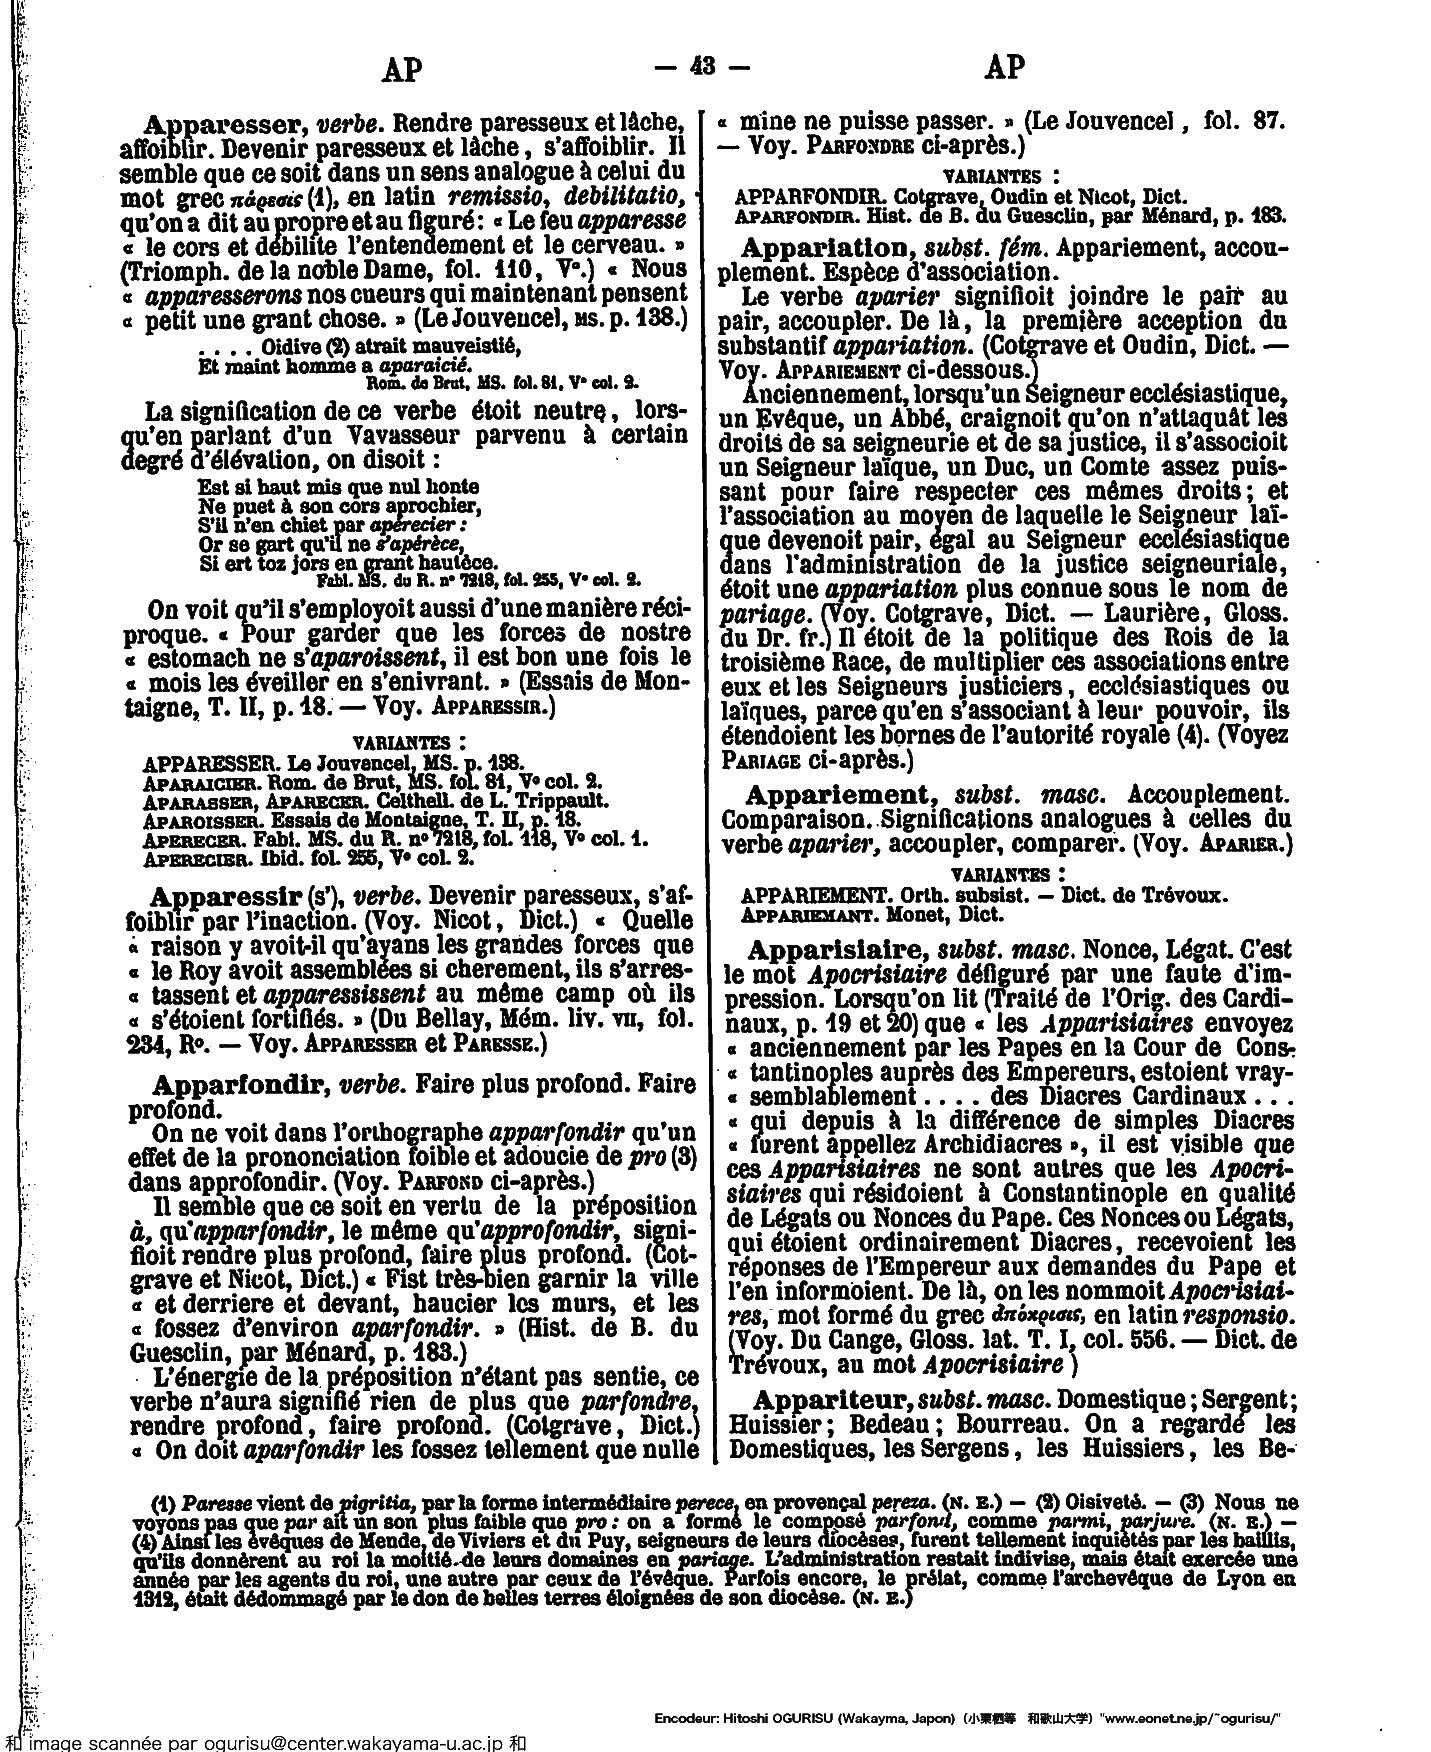 AP — 43 — AP
Apparesser, verbe. Rendre paresseux et lâche,
affoiblir. Devenir paresseux et lâche, s'affoiblir. Il
semble que ce soit dans un sens analogue à celui du
mot grec πάρεσις (1), en latin remissio, debilitatio,
qu'on a dit au propre et au figuré : « Le feu apparesse
« le cors et débilite l'entendement et le cerveau. »
(Triomph. de la noble Dame, fol. 110, V°.) « Nous
« apparesserons nos cueurs qui maintenant pensent
« petit une grant chose. » (Le Jouvencel, MS. p. 138.)
. . . . Oidive (2) atrait mauveistié,
Et maint homme a aparaicié.
Rom. de Brut, MS. fol. 81, V° col. 2.
La signification de ce verbe étoit neutre, lors-
qu'en parlant d'un Vavasseur parvenu à certain
degré d'élévation, on disoit :
Est si haut mis que nul honte
Ne puet à son cors aprochier,
S'il n'en chiet par apérecier :
Or se gart qu'il ne s'apérèce,
Si ert toz jors en grant hautèce.
Fabl. MS. du R. n° 7218, fol. 255, V° col. 2.
On voit qu'il s'employoit aussi d'une manière réci-
proque. « Pour garder que les forces de nostre
« estomach ne s'aparoissent, il est bon une fois le
« mois les éveiller en s'enivrant. » (Essais de Mon-
taigne, T. II, p. 18. — Voy. APPARESSIR.)
VARIANTES :
APPARESSER. Le Jouvencel, MS. p. 138.
APARAICIER. Rom. de Brut, MS. fol. 81, V° col. 2.
APARASSER, APARECER. Celthell. de L. Trippault.
APAROISSER. Essais de Montaigne, T. II, p. 18.
APERECER. Fabl. MS. du R. n° 7218, fol. 118, V° col. 1.
APERECIER. Ibid. fol. 255, V° col. 2.
Apparessir (s'), verbe. Devenir paresseux, s'af-
foiblir par l'inaction. (Voy. Nicot, Dict.) « Quelle
« raison y avoit-il qu'ayans les grandes forces que
« le Roy avoit assemblées si cherement, ils s'arres-
« tassent et apparessissent au même camp où ils
« s'étoient fortifiés. » (Du Bellay, Mém. liv. VII, fol.
234, R°. — Voy. APPARESSER et PARESSE.)
Apparfondir, verbe. Faire plus profond. Faire
profond.
On ne voit dans l'orthographe apparfondir qu'un
effet de la prononciation foible et adoucie de pro (3)
dans approfondir. (Voy. PARFOND ci-après.)
Il semble que ce soit en vertu de la préposition
à, qu'apparfondir, le même qu'approfondir, signi-
fioit rendre plus profond, faire plus profond. (Cot-
grave et Nicot, Dict.) « Fist très-bien garnir la ville
« et derriere et devant, haucier les murs, et les
« fossez d'environ aparfondir. » (Hist. de B. du
Guesclin, par Ménard, p. 183.)
L'énergie de la préposition n'étant pas sentie, ce
verbe n'aura signifié rien de plus que parfondre,
rendre profond, faire profond. (Cotgrave, Dict.)
« On doit aparfondir les fossez tellement que nulle
« mine ne puisse passer. » (Le Jouvencel, fol. 87.
— Voy. PARFONDRE ci-après.)
VARIANTES :
APPARFONDIR. Cotgrave, Oudin et Nicot, Dict.
APARFONDIR. Hist. de B. du Guesclin, par Ménard, p. 183.
Appariation, subst. fém. Appariement, accou-
plement. Espèce d'association.
Le verbe aparier signifioit joindre le pair au
pair, accoupler. De là, la première acception du
substantif appariation. (Cotgrave et Oudin, Dict. —
Voy. APPARIEMENT ci-dessous.)
Anciennement, lorsqu'un Seigneur ecclésiastique,
un Evêque, un Abbé, craignoit qu'on n'attaquât les
droits de sa seigneurie et de sa justice, il s'associoit
un Seigneur laïque, un Duc, un Comte assez puis-
sant pour faire respecter ces mêmes droits ; et
l'association au moyen de laquelle le Seigneur laï-
que devenoit pair, égal au Seigneur ecclésiastique
dans l'administration de la justice seigneuriale,
étoit une appariation plus connue sous le nom de
pariage. (Voy. Cotgrave, Dict. — Laurière, Gloss.
du Dr. fr.) Il étoit de la politique des Rois de la
troisième Race, de multiplier ces associations entre
eux et les Seigneurs justiciers, ecclésiastiques ou
laïques, parce qu'en s'associant à leur pouvoir, ils
étendoient les bornes de l'autorité royale (4). (Voyez
PARIAGE ci-après.)
Appariement, subst. masc. Accouplement.
Comparaison. Significations analogues à celles du
verbe aparier, accoupler, comparer. (Voy. APARIER.)
VARIANTES :
APPARIEMENT. Orth. subsist. — Dict. de Trévoux.
APPARIEMANT. Monet, Dict.
Apparisiaire, subst. masc. Nonce, Légat. C'est
le mot Apocrisiaire défiguré par une faute d'im-
pression. Lorsqu'on lit (Traité de l'Orig. des Cardi-
naux, p. 19 et 20) que « les Apparisiaires envoyez
« anciennement par les Papes en la Cour de Cons-
« tantinoples auprès des Empereurs, estoient vray-
« semblablement . . . . des Diacres Cardinaux . . .
« qui depuis à la différence de simples Diacres
« furent appellez Archidiacres », il est visible que
ces Apparisiaires ne sont autres que les Apocri-
siaires qui résidoient à Constantinople en qualité
de Légats ou Nonces du Pape. Ces Nonces ou Légats,
qui étoient ordinairement Diacres, recevoient les
réponses de l'Empereur aux demandes du Pape et
l'en informoient. De là, on les nommoit Apocrisiai-
res, mot formé du grec ἀπόκρισις, en latin responsio.
(Voy. Du Cange, Gloss. lat. T. I, col. 556. — Dict. de
Trévoux, au mot Apocrisiaire )
Appariteur, subst. masc. Domestique ; Sergent ;
Huissier ; Bedeau ; Bourreau. On a regardé les
Domestiques, les Sergens, les Huissiers, les Be-
(1) Paresse vient de pigritia, par la forme intermédiaire perece, en provençal pereza. (N. E.) — (2) Oisiveté. — (3) Nous ne
voyons pas que par ait un son plus faible que pro : on a formé le composé parfond, comme parmi, parjure. (N. E.) —
(4) Ainsi les évêques de Mende, de Viviers et du Puy, seigneurs de leurs diocèses, furent tellement inquiétés par les baillis,
qu'ils donnèrent au roi la moitié de leurs domaines en pariage. L'administration restait indivise, mais était exercée une
année par les agents du roi, une autre par ceux de l'évêque. Parfois encore, le prélat, comme l'archevêque de Lyon en
1312, était dédommagé par le don de belles terres éloignées de son diocèse. (N. E.)
Encodeur: Hitoshi OGURISU (Wakayma, Japon)（小栗栖等　和歌山大学）"www.eonet.ne.jp/~ogurisu/"
和 image scannée par ogurisu@center.wakayama-u.ac.jp 和